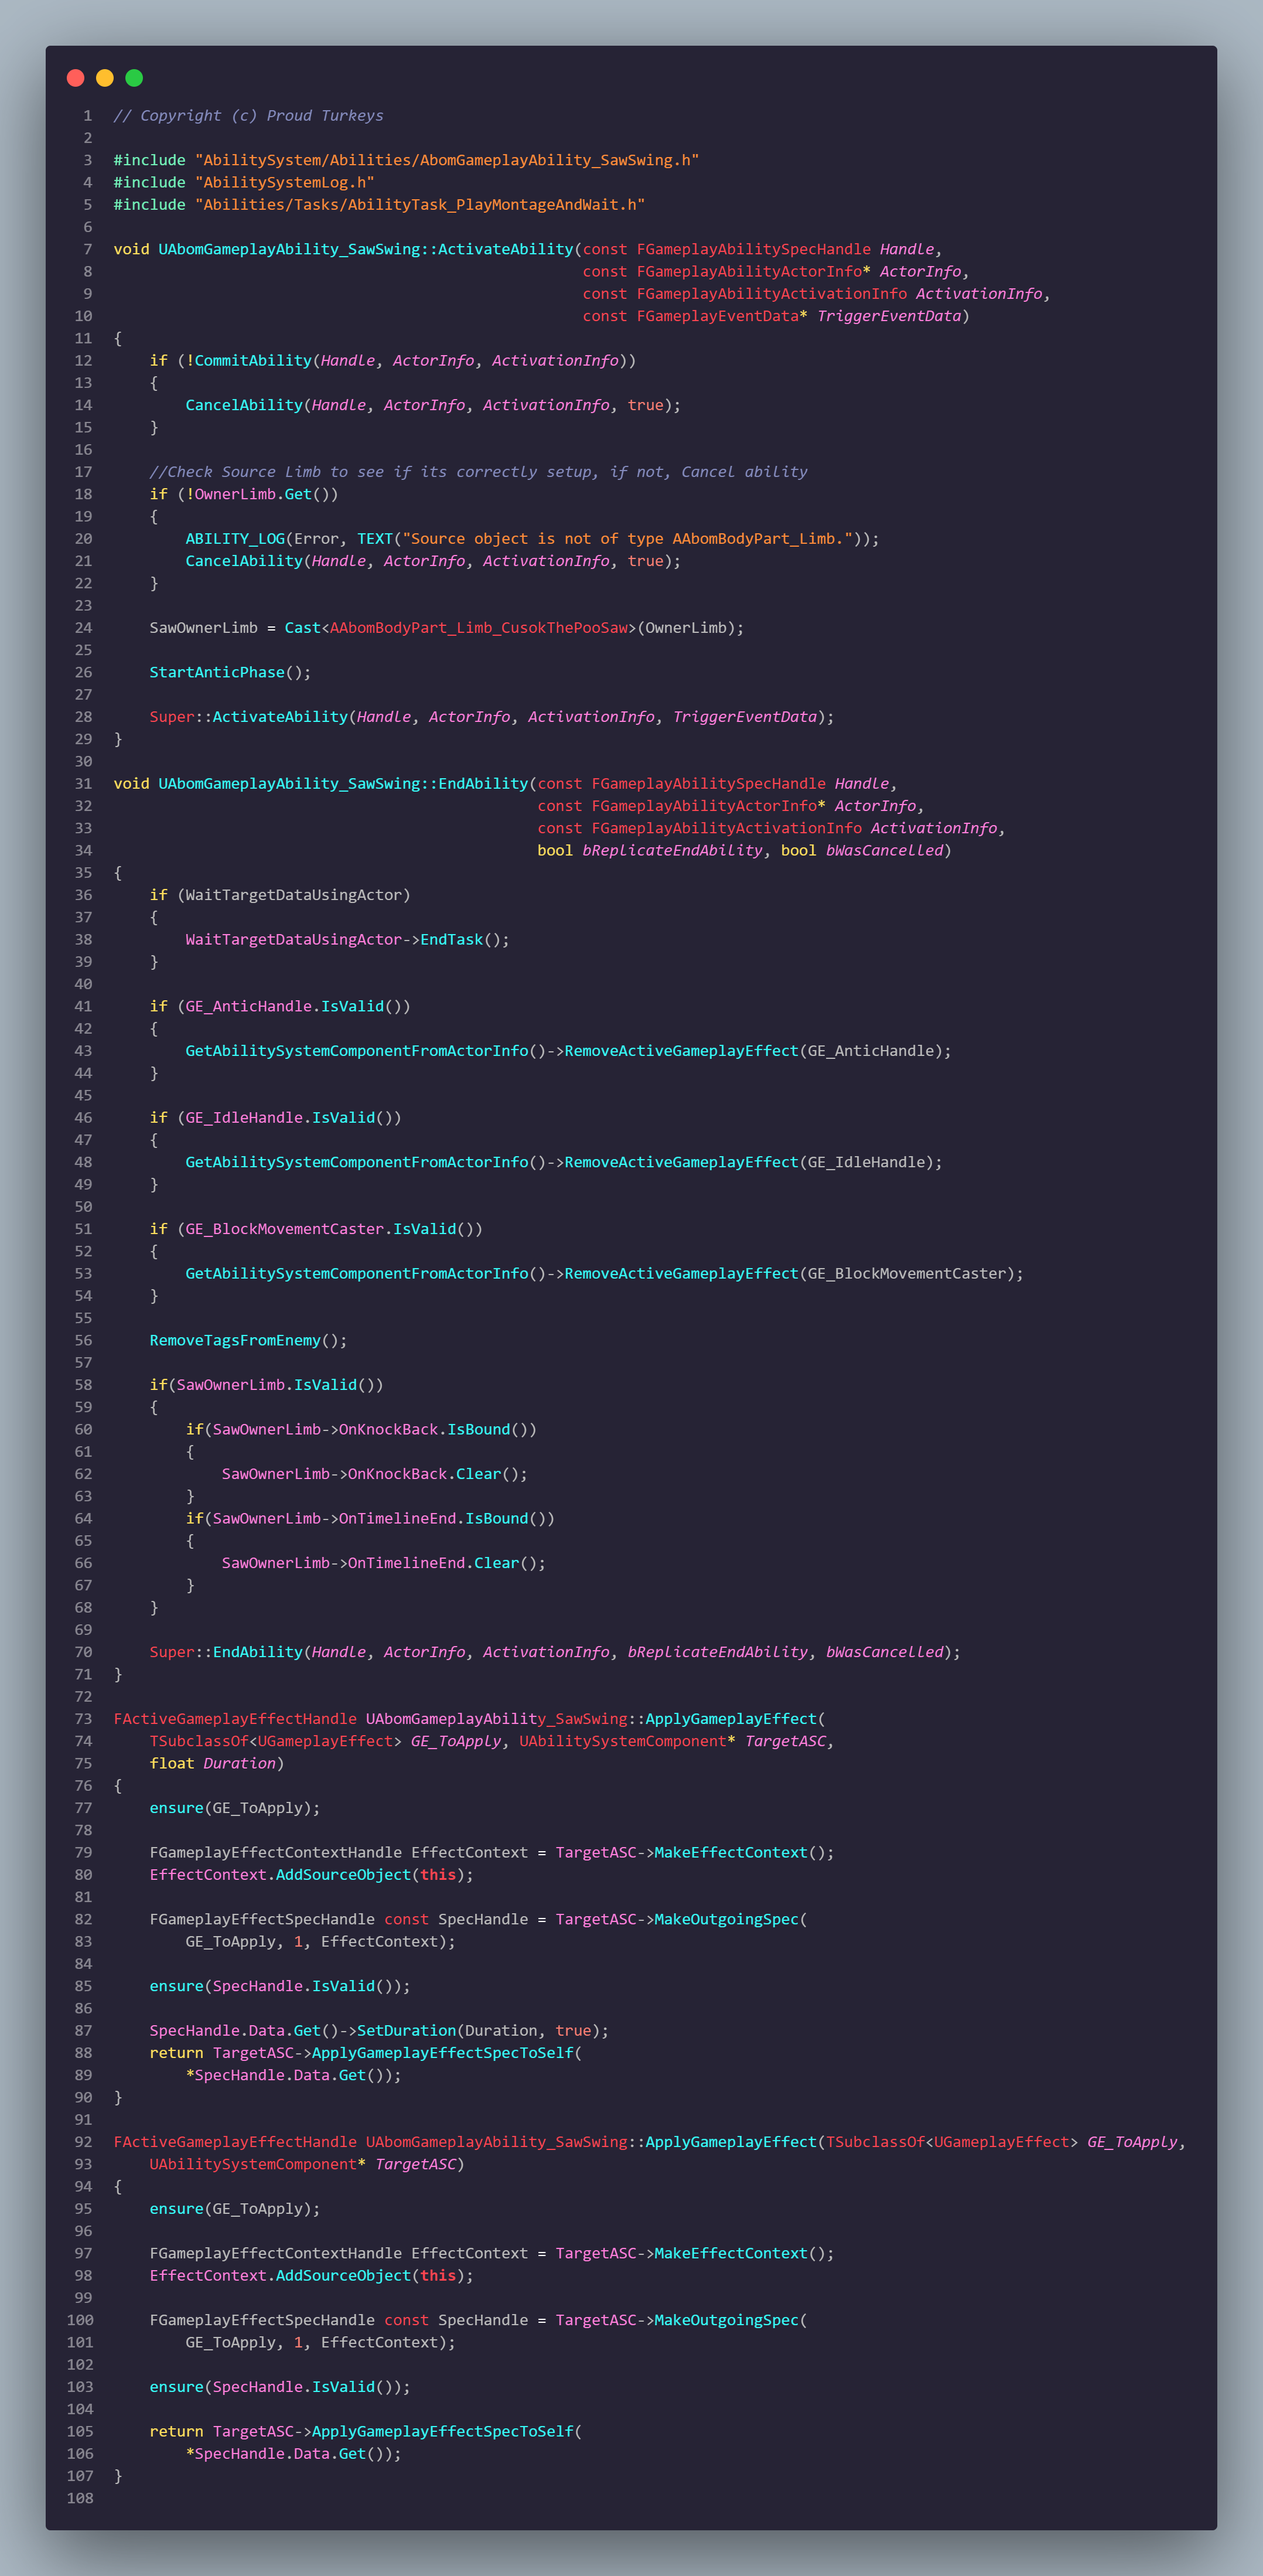 1 // Copyright (c) Proud Turkeys
2
3 #include "AbilitySystem/Abilities/AbomGameplayAbility_SawSwing.h"
4 #include "AbilitySystemLog.h"
5 #include "Abilities/Tasks/AbilityTask_PlayMontageAndWait.h"
6
7 void UAbomGameplayAbility_SawSwing::ActivateAbility(const FGameplayAbilitySpecHandle Handle,
8                                                     const FGameplayAbilityActorInfo* ActorInfo,
9                                                     const FGameplayAbilityActivationInfo ActivationInfo,
10                                                     const FGameplayEventData* TriggerEventData)
11 {
12     if (!CommitAbility(Handle, ActorInfo, ActivationInfo))
13     {
14         CancelAbility(Handle, ActorInfo, ActivationInfo, true);
15     }
16
17     //Check Source Limb to see if its correctly setup, if not, Cancel ability
18     if (!OwnerLimb.Get())
19     {
20         ABILITY_LOG(Error, TEXT("Source object is not of type AAbomBodyPart_Limb."));
21         CancelAbility(Handle, ActorInfo, ActivationInfo, true);
22     }
23
24     SawOwnerLimb = Cast<AAbomBodyPart_Limb_CusokThePooSaw>(OwnerLimb);
25
26     StartAnticPhase();
27
28     Super::ActivateAbility(Handle, ActorInfo, ActivationInfo, TriggerEventData);
29 }
30
31 void UAbomGameplayAbility_SawSwing::EndAbility(const FGameplayAbilitySpecHandle Handle,
32                                                const FGameplayAbilityActorInfo* ActorInfo,
33                                                const FGameplayAbilityActivationInfo ActivationInfo,
34                                                bool bReplicateEndAbility, bool bWasCancelled)
35 {
36     if (WaitTargetDataUsingActor)
37     {
38         WaitTargetDataUsingActor->EndTask();
39     }
40
41     if (GE_AnticHandle.IsValid())
42     {
43         GetAbilitySystemComponentFromActorInfo()->RemoveActiveGameplayEffect(GE_AnticHandle);
44     }
45
46     if (GE_IdleHandle.IsValid())
47     {
48         GetAbilitySystemComponentFromActorInfo()->RemoveActiveGameplayEffect(GE_IdleHandle);
49     }
50
51     if (GE_BlockMovementCaster.IsValid())
52     {
53         GetAbilitySystemComponentFromActorInfo()->RemoveActiveGameplayEffect(GE_BlockMovementCaster);
54     }
55
56     RemoveTagsFromEnemy();
57
58     if(SawOwnerLimb.IsValid())
59     {
60         if(SawOwnerLimb->OnKnockBack.IsBound())
61         {
62             SawOwnerLimb->OnKnockBack.Clear();
63         }
64         if(SawOwnerLimb->OnTimelineEnd.IsBound())
65         {
66             SawOwnerLimb->OnTimelineEnd.Clear();
67         }
68     }
69
70     Super::EndAbility(Handle, ActorInfo, ActivationInfo, bReplicateEndAbility, bWasCancelled);
71 }
72
73 FActiveGameplayEffectHandle UAbomGameplayAbility_SawSwing::ApplyGameplayEffect(
74     TSubclassOf<UGameplayEffect> GE_ToApply, UAbilitySystemComponent* TargetASC,
75     float Duration)
76 {
77     ensure(GE_ToApply);
78
79     FGameplayEffectContextHandle EffectContext = TargetASC->MakeEffectContext();
80     EffectContext.AddSourceObject(this);
81
82     FGameplayEffectSpecHandle const SpecHandle = TargetASC->MakeOutgoingSpec(
83         GE_ToApply, 1, EffectContext);
84
85     ensure(SpecHandle.IsValid());
86
87     SpecHandle.Data.Get()->SetDuration(Duration, true);
88     return TargetASC->ApplyGameplayEffectSpecToSelf(
89         *SpecHandle.Data.Get());
90 }
91
92 FActiveGameplayEffectHandle UAbomGameplayAbility_SawSwing::ApplyGameplayEffect(TSubclassOf<UGameplayEffect> GE_ToApply,
93     UAbilitySystemComponent* TargetASC)
94 {
95     ensure(GE_ToApply);
96
97     FGameplayEffectContextHandle EffectContext = TargetASC->MakeEffectContext();
98     EffectContext.AddSourceObject(this);
99
100     FGameplayEffectSpecHandle const SpecHandle = TargetASC->MakeOutgoingSpec(
101         GE_ToApply, 1, EffectContext);
102
103     ensure(SpecHandle.IsValid());
104
105     return TargetASC->ApplyGameplayEffectSpecToSelf(
106         *SpecHandle.Data.Get());
107 }
108